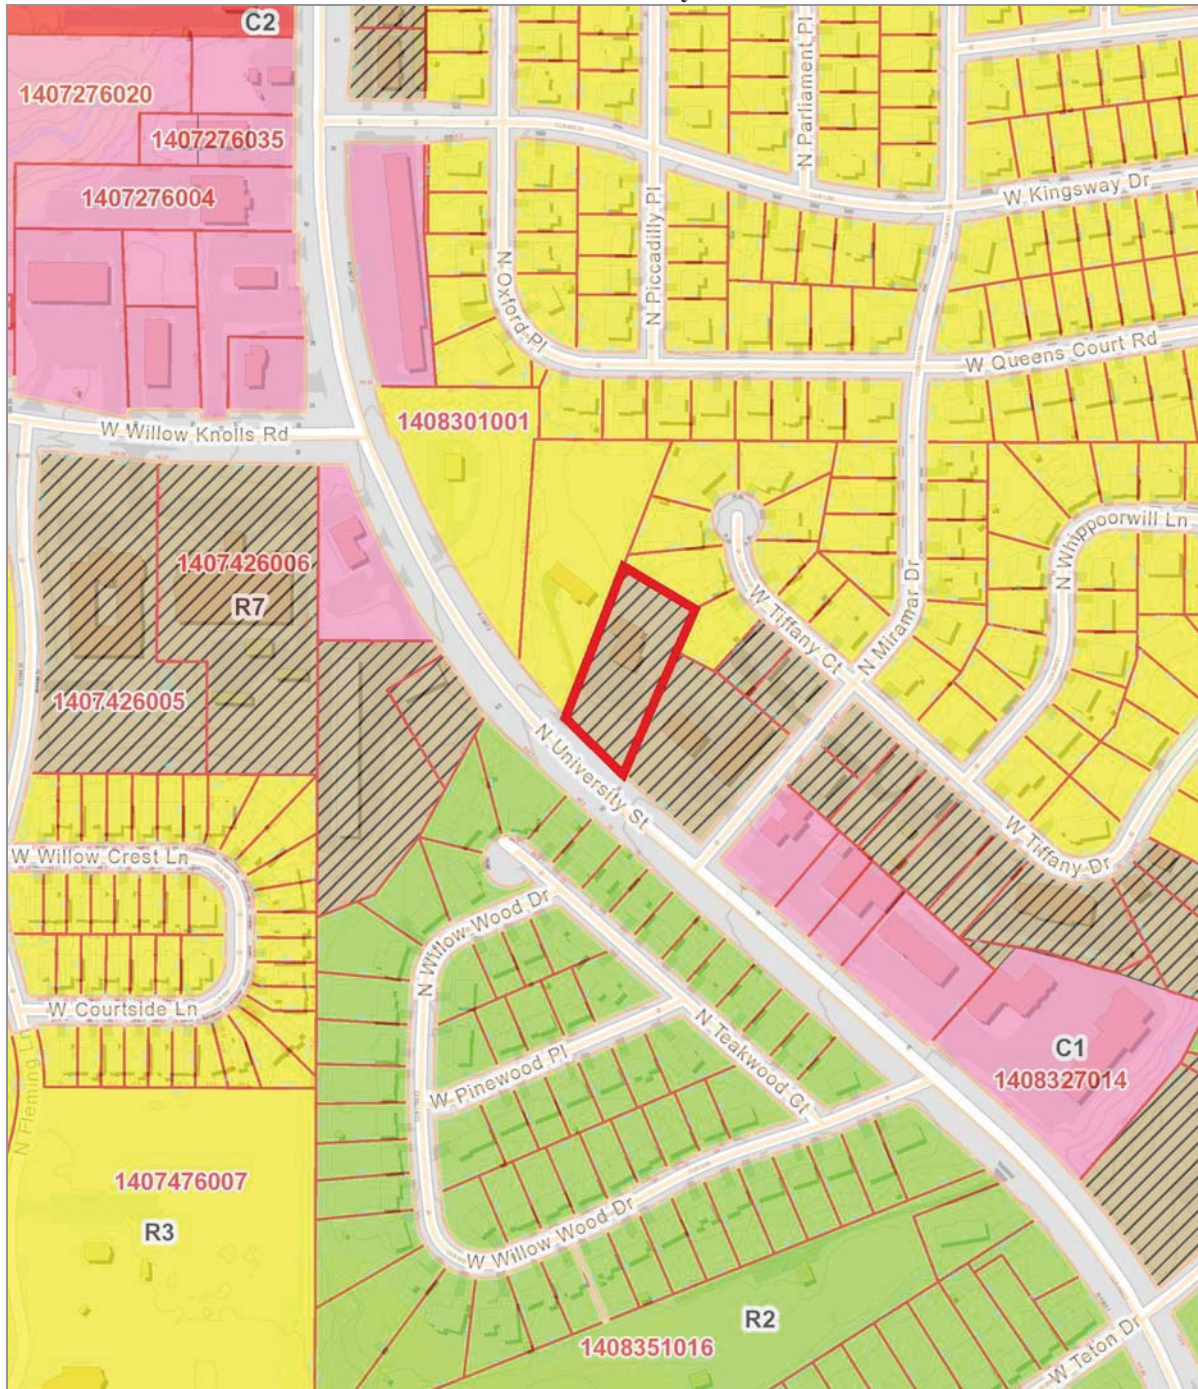 C2
1407276020
1407276035
1407276004
N Parliament Pl
W Kingsway Dr
N Piccadilly Pl
N Oxford Pl
W Queens Court Rd
1408301001
W Willow Knolls Rd
N Whippoorwill Ln
1407426006
R7
N Miramar Dr
W Tiffany Ct
1407426005
N University St
W Tiffany Dr
W Willow Crest Ln
N Willow Wood Dr
W Courtside Ln
N Teakwood Ct
C1
1408327014
W Pinewood Pl
N Fleming Ln
1407476007
R3
W Willow Wood Dr
R2
1408351016
W Teton Dr